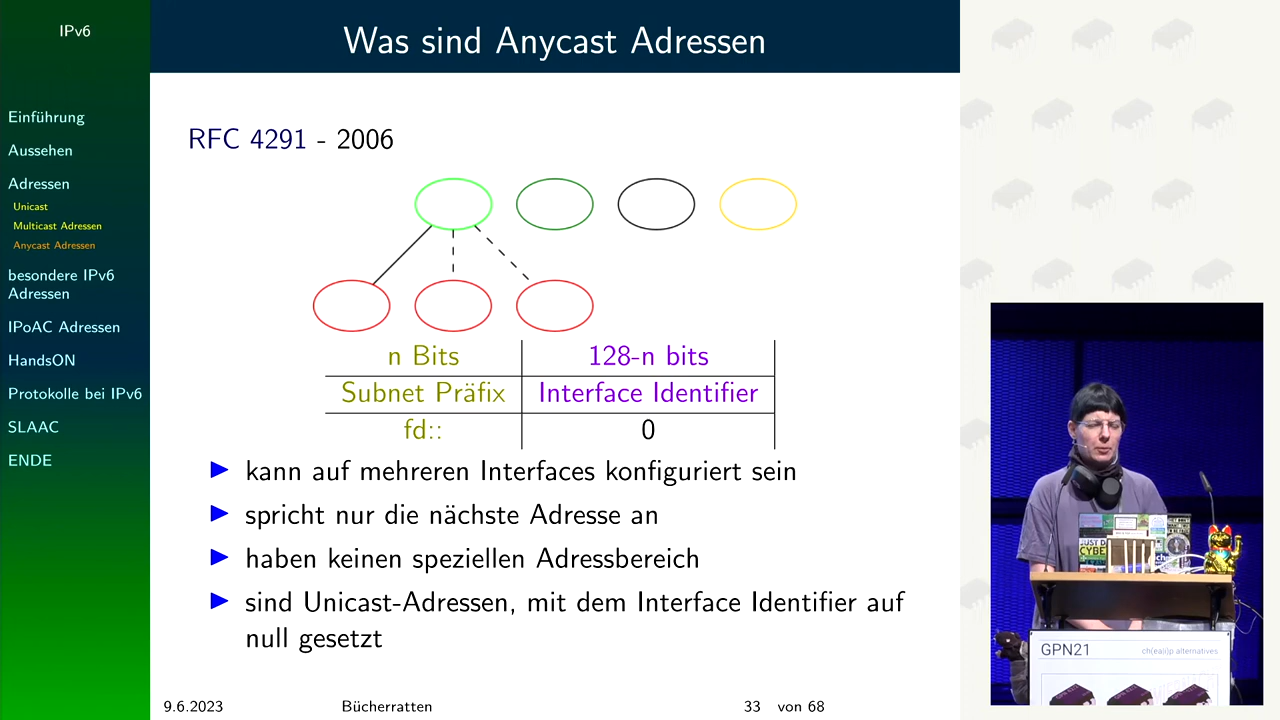 IPv6
Einführung
Aussehen
Adressen
Unicast
Multicast Adressen
Anycast Adressen
besondere IPv6
Adressen
IPoAC Adressen
HandsON
Protokolle bei IPv6
SLAAC
ENDE
Was sind Anycast Adressen
RFC 4291 - 2006
n Bits 128-n bits
Subnet Präfix Interface Identifier
fd:: 0
kann auf mehreren Interfaces konfiguriert sein
spricht nur die nächste Adresse an
haben keinen speziellen Adressbereich
sind Unicast-Adressen, mit dem Interface Identifier auf
null gesetzt
9.6.2023 Bücherratten 33 von 68
JUST D
CYBE
GPN21 ch(ea(i)p alternatives